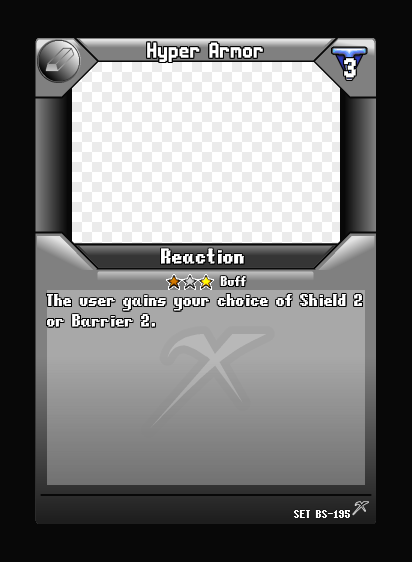 Hyper Armor
3
Reaction
Buff
The user gains your choice of Shield 2
or Barrier 2.
SET BS-195